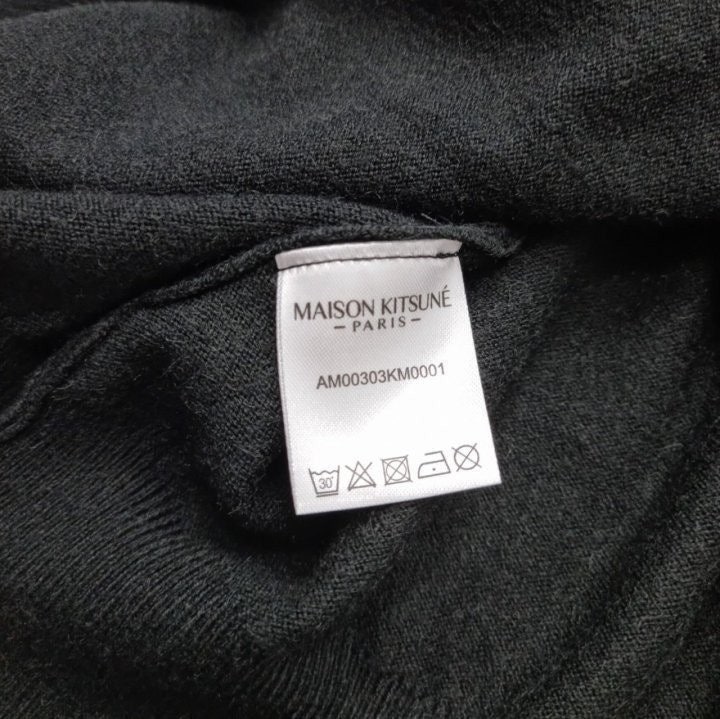 MAISON KITSUNÉ
- PARIS -
AM00303KM0001
30°